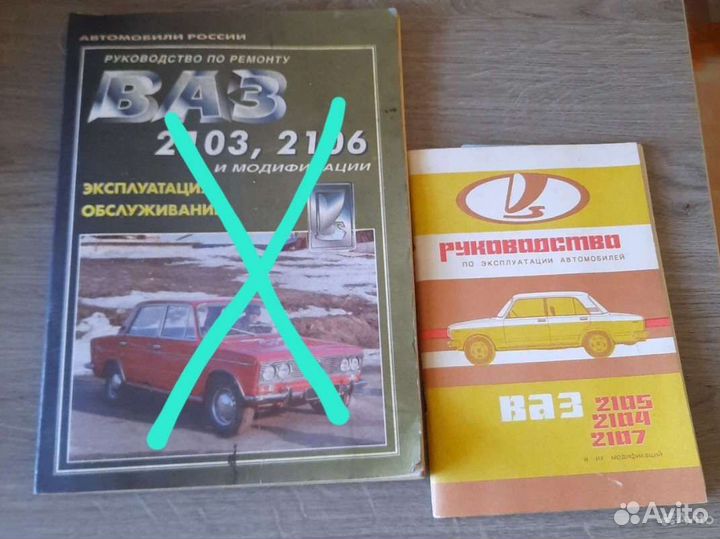 АВТОМОБИЛИ РОССИИ
РУКОВОДСТВО ПО РЕМОНТУ
ВАЗ
2103, 2106
И МОДИФИКАЦИИ
ЭКСПЛУАТАЦИЯ
ОБСЛУЖИВАНИЕ
РУКОВОДСТВО
ПО ЭКСПЛУАТАЦИИ АВТОМОБИЛЕЙ
ВАЗ
2105
2104
2107
и их модификаций
Avito